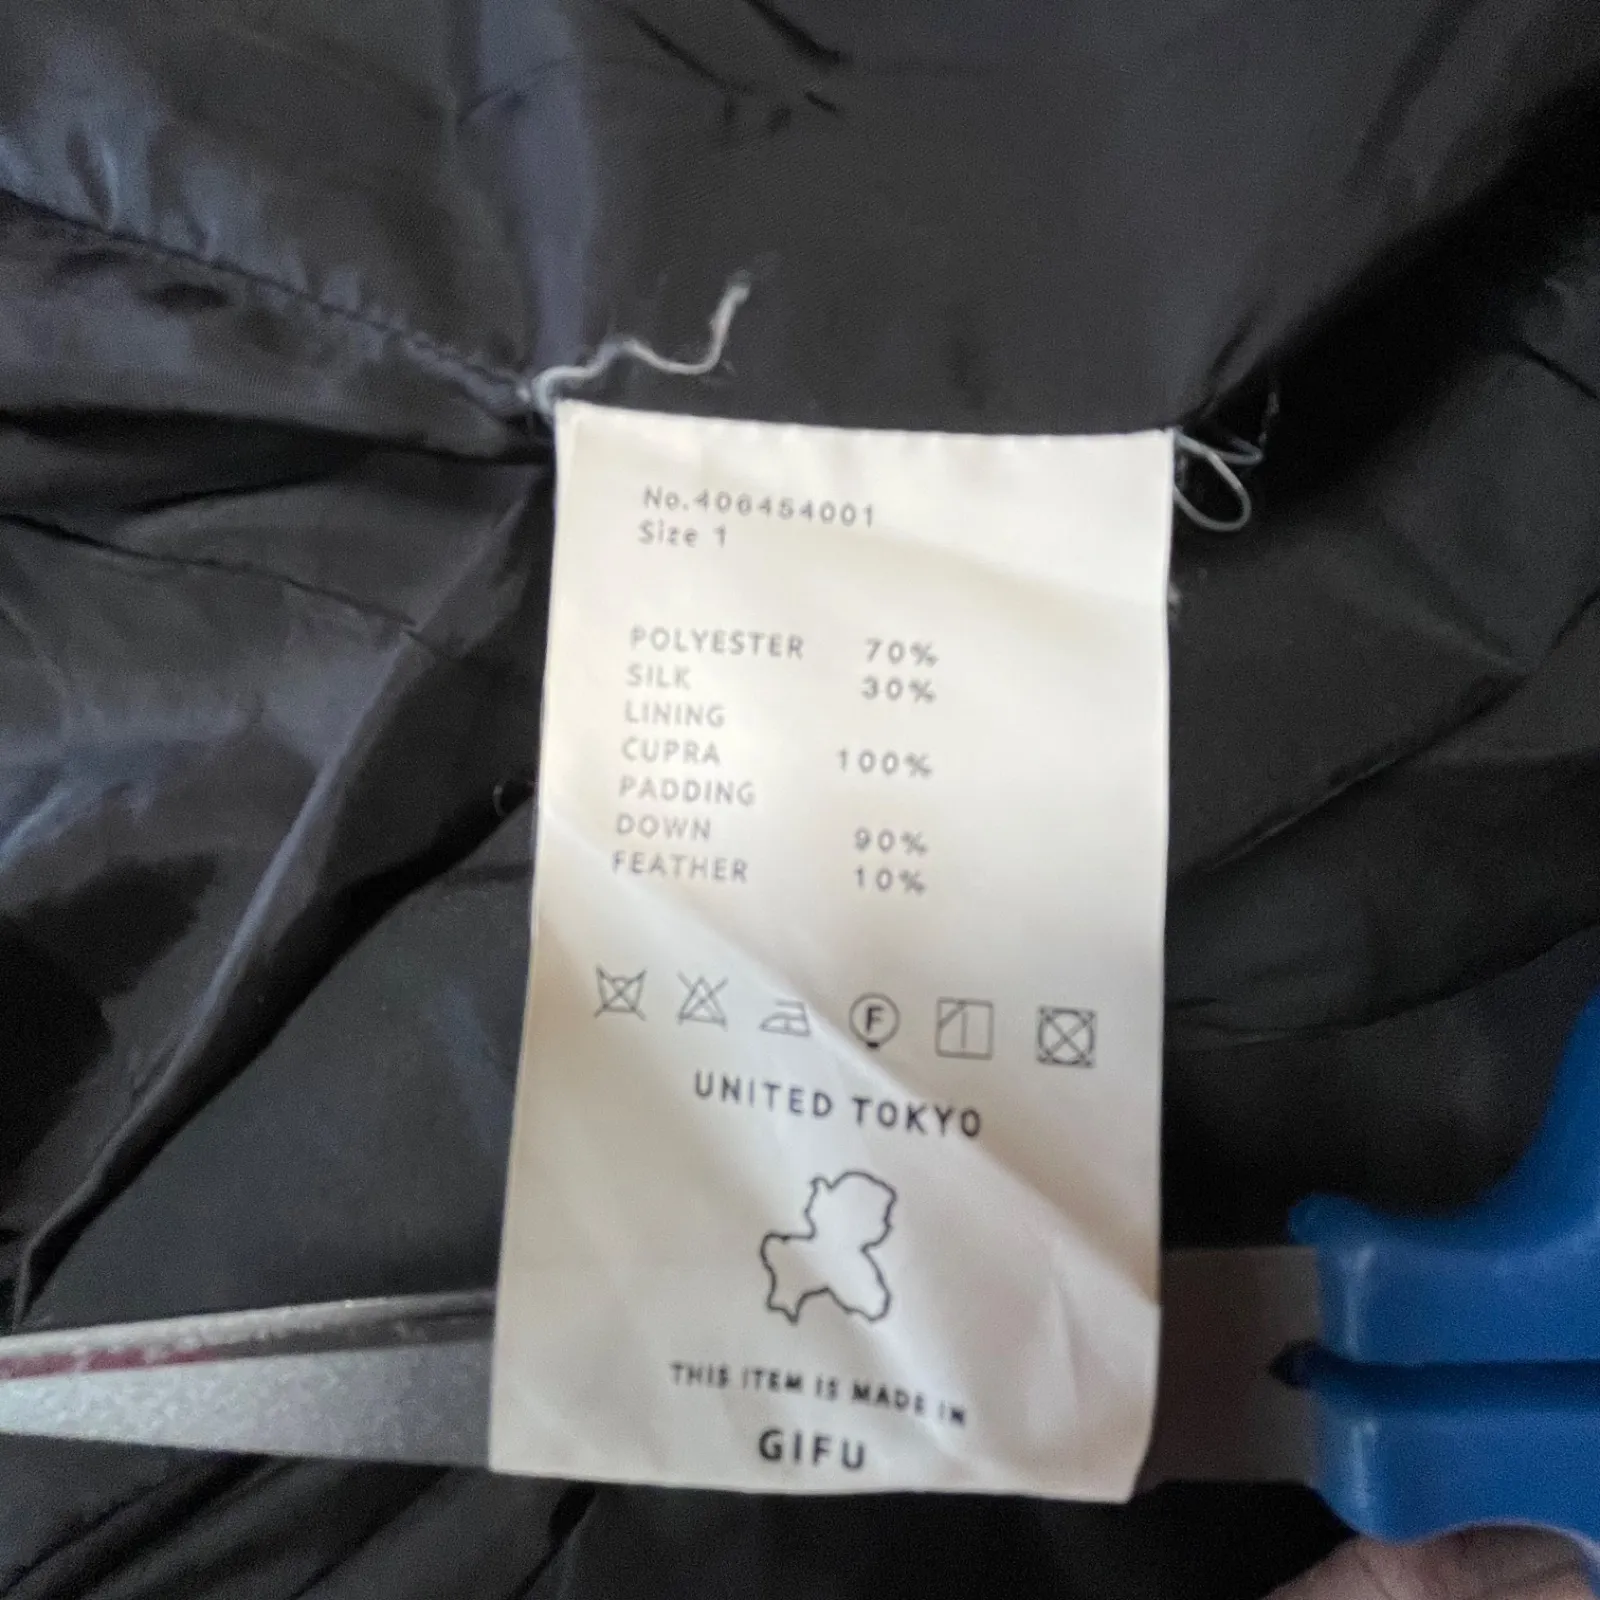 No.406454001
Size 1
POLYESTER 70%
SILK 30%
LINING
CUPRA 100%
PADDING
DOWN 90%
FEATHER 10%
F
UNITED TOKYO
THIS ITEM IS MADE IN
GIFU